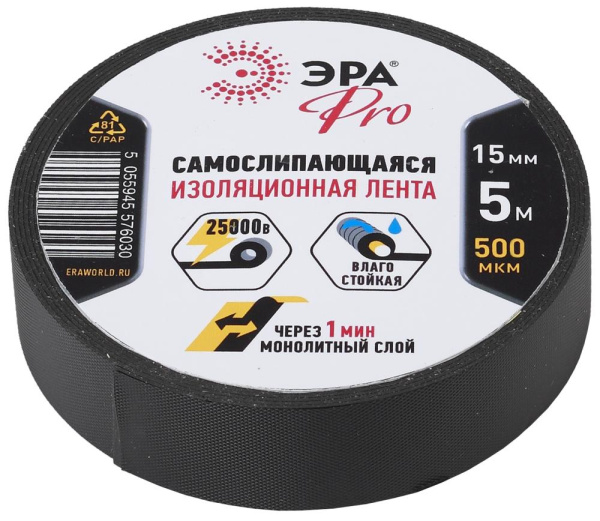 ЭРА®
Pro
81
C/PAP
5 055945 576030
ERAWORLD.RU
САМОСЛИПАЮЩАЯСЯ
ИЗОЛЯЦИОННАЯ ЛЕНТА
25000В
ВЛАГО
СТОЙКАЯ
ЧЕРЕЗ 1 МИН
МОНОЛИТНЫЙ СЛОЙ
15 ММ
5 М
500
МКМ